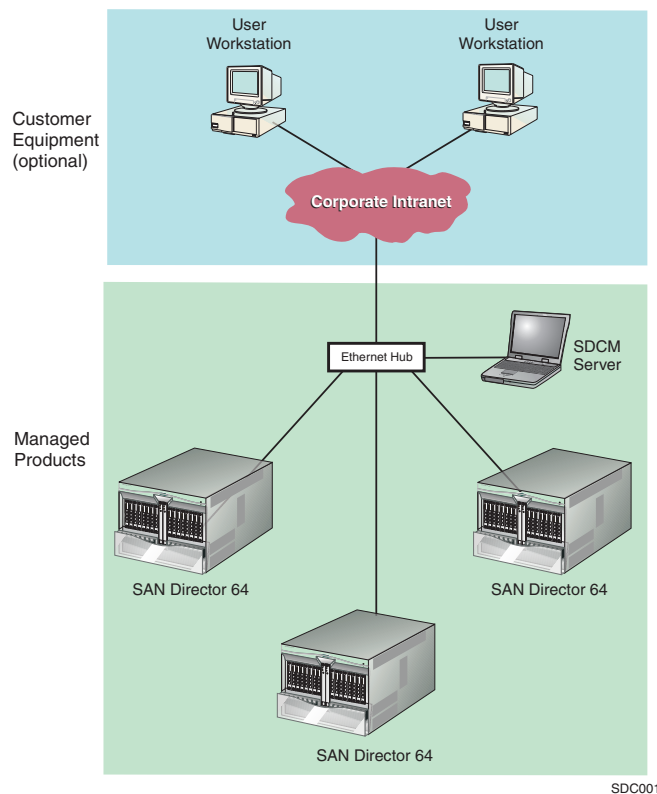 User
Workstation
User
Workstation
Customer
Equipment
(optional)
Corporate Intranet
Ethernet Hub
SDCM
Server
Managed
Products
SAN Director 64
SAN Director 64
SAN Director 64
SDC001